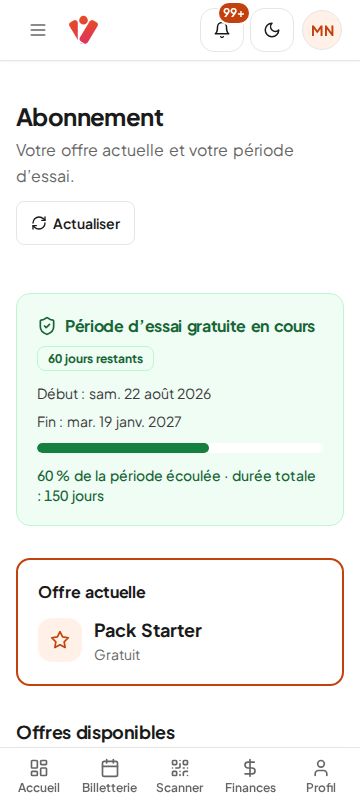 99+
MN
Abonnement
Votre offre actuelle et votre période
d’essai.
Actualiser
Période d’essai gratuite en cours
60 jours restants
Début : sam. 22 août 2026
Fin : mar. 19 janv. 2027
60 % de la période écoulée · durée totale
: 150 jours
Offre actuelle
Pack Starter
Gratuit
Offres disponibles
Accueil
Billetterie
Scanner
Finances
Profil